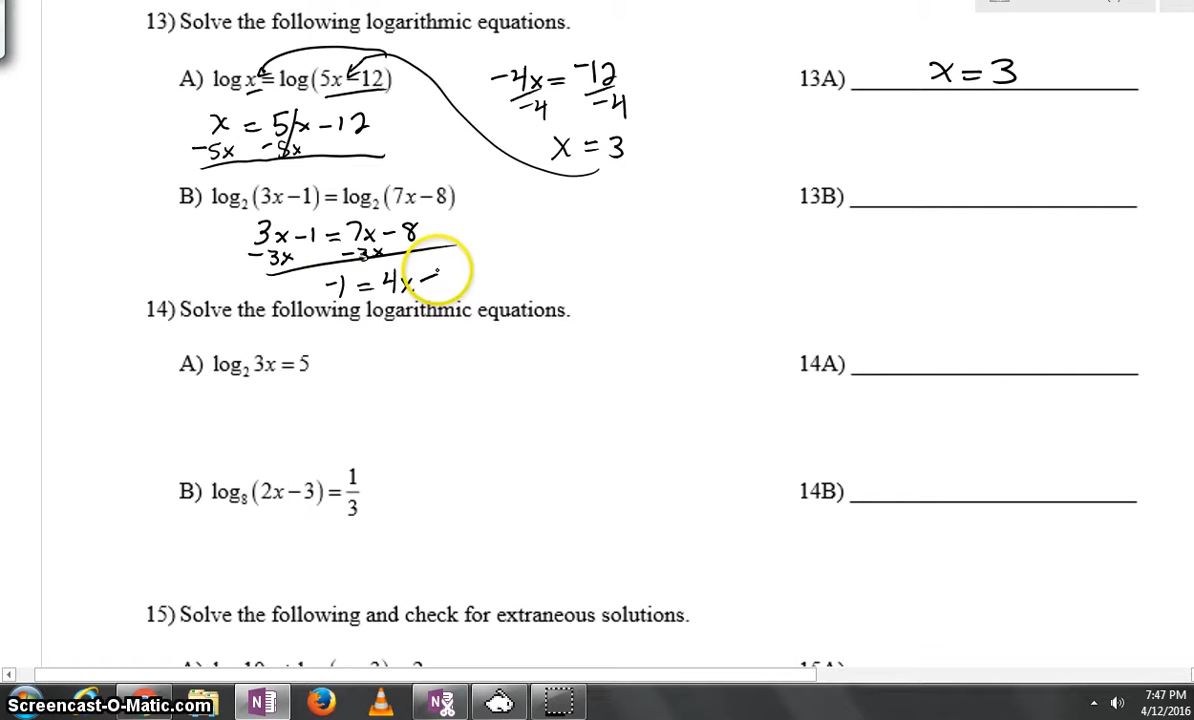 13) Solve the following logarithmic equations.
A) log x = log(5x − 12)
x = 5x − 12
−5x −5x
−4x = −12
−4 −4
x = 3
13A) x = 3
B) log₂(3x − 1) = log₂(7x − 8)
3x − 1 = 7x − 8
−3x −3x
−1 = 4x −
13B)
14) Solve the following logarithmic equations.
A) log₂ 3x = 5
14A)
B) log₈(2x − 3) = 1/3
14B)
15) Solve the following and check for extraneous solutions.
Screencast-O-Matic.com
7:47 PM
4/12/2016